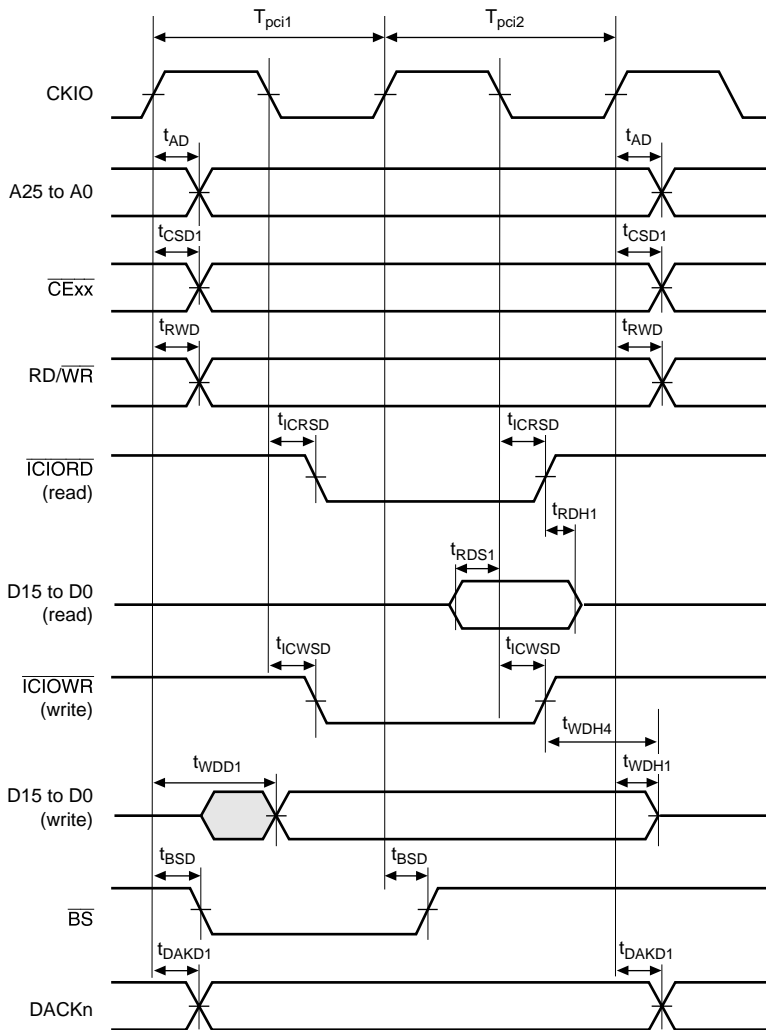 Tpci1 Tpci2
CKIO
tAD tAD
A25 to A0
tCSD1 tCSD1
CExx
tRWD tRWD
RD/WR
tICRSD tICRSD
ICIORD
(read)
tRDH1
tRDS1
D15 to D0
(read)
tICWSD tICWSD
ICIOWR
(write)
tWDH4
tWDD1 tWDH1
D15 to D0
(write)
tBSD tBSD
BS
tDAKD1 tDAKD1
DACKn